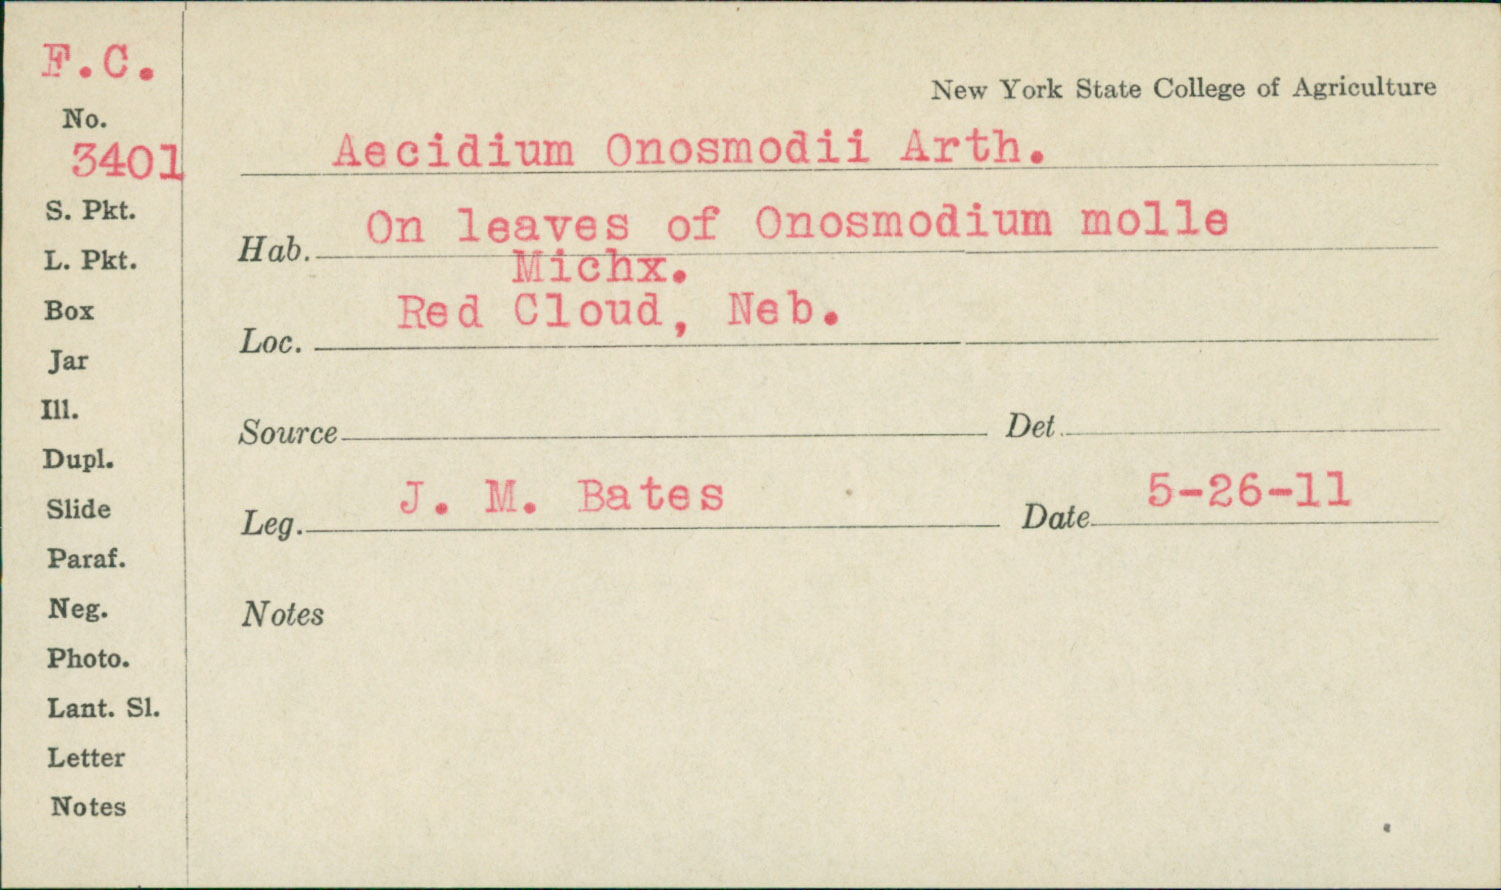 F.C.
No.
3401
S. Pkt.
L. Pkt.
Box
Jar
Ill.
Dupl.
Slide
Paraf.
Neg.
Photo.
Lant. Sl.
Letter
Notes
New York State College of Agriculture
Aecidium Onosmodii Arth.
Hab. On leaves of Onosmodium molle
Michx.
Loc. Red Cloud, Neb.
Source Det
Leg. J. M. Bates Date 5-26-11
Notes